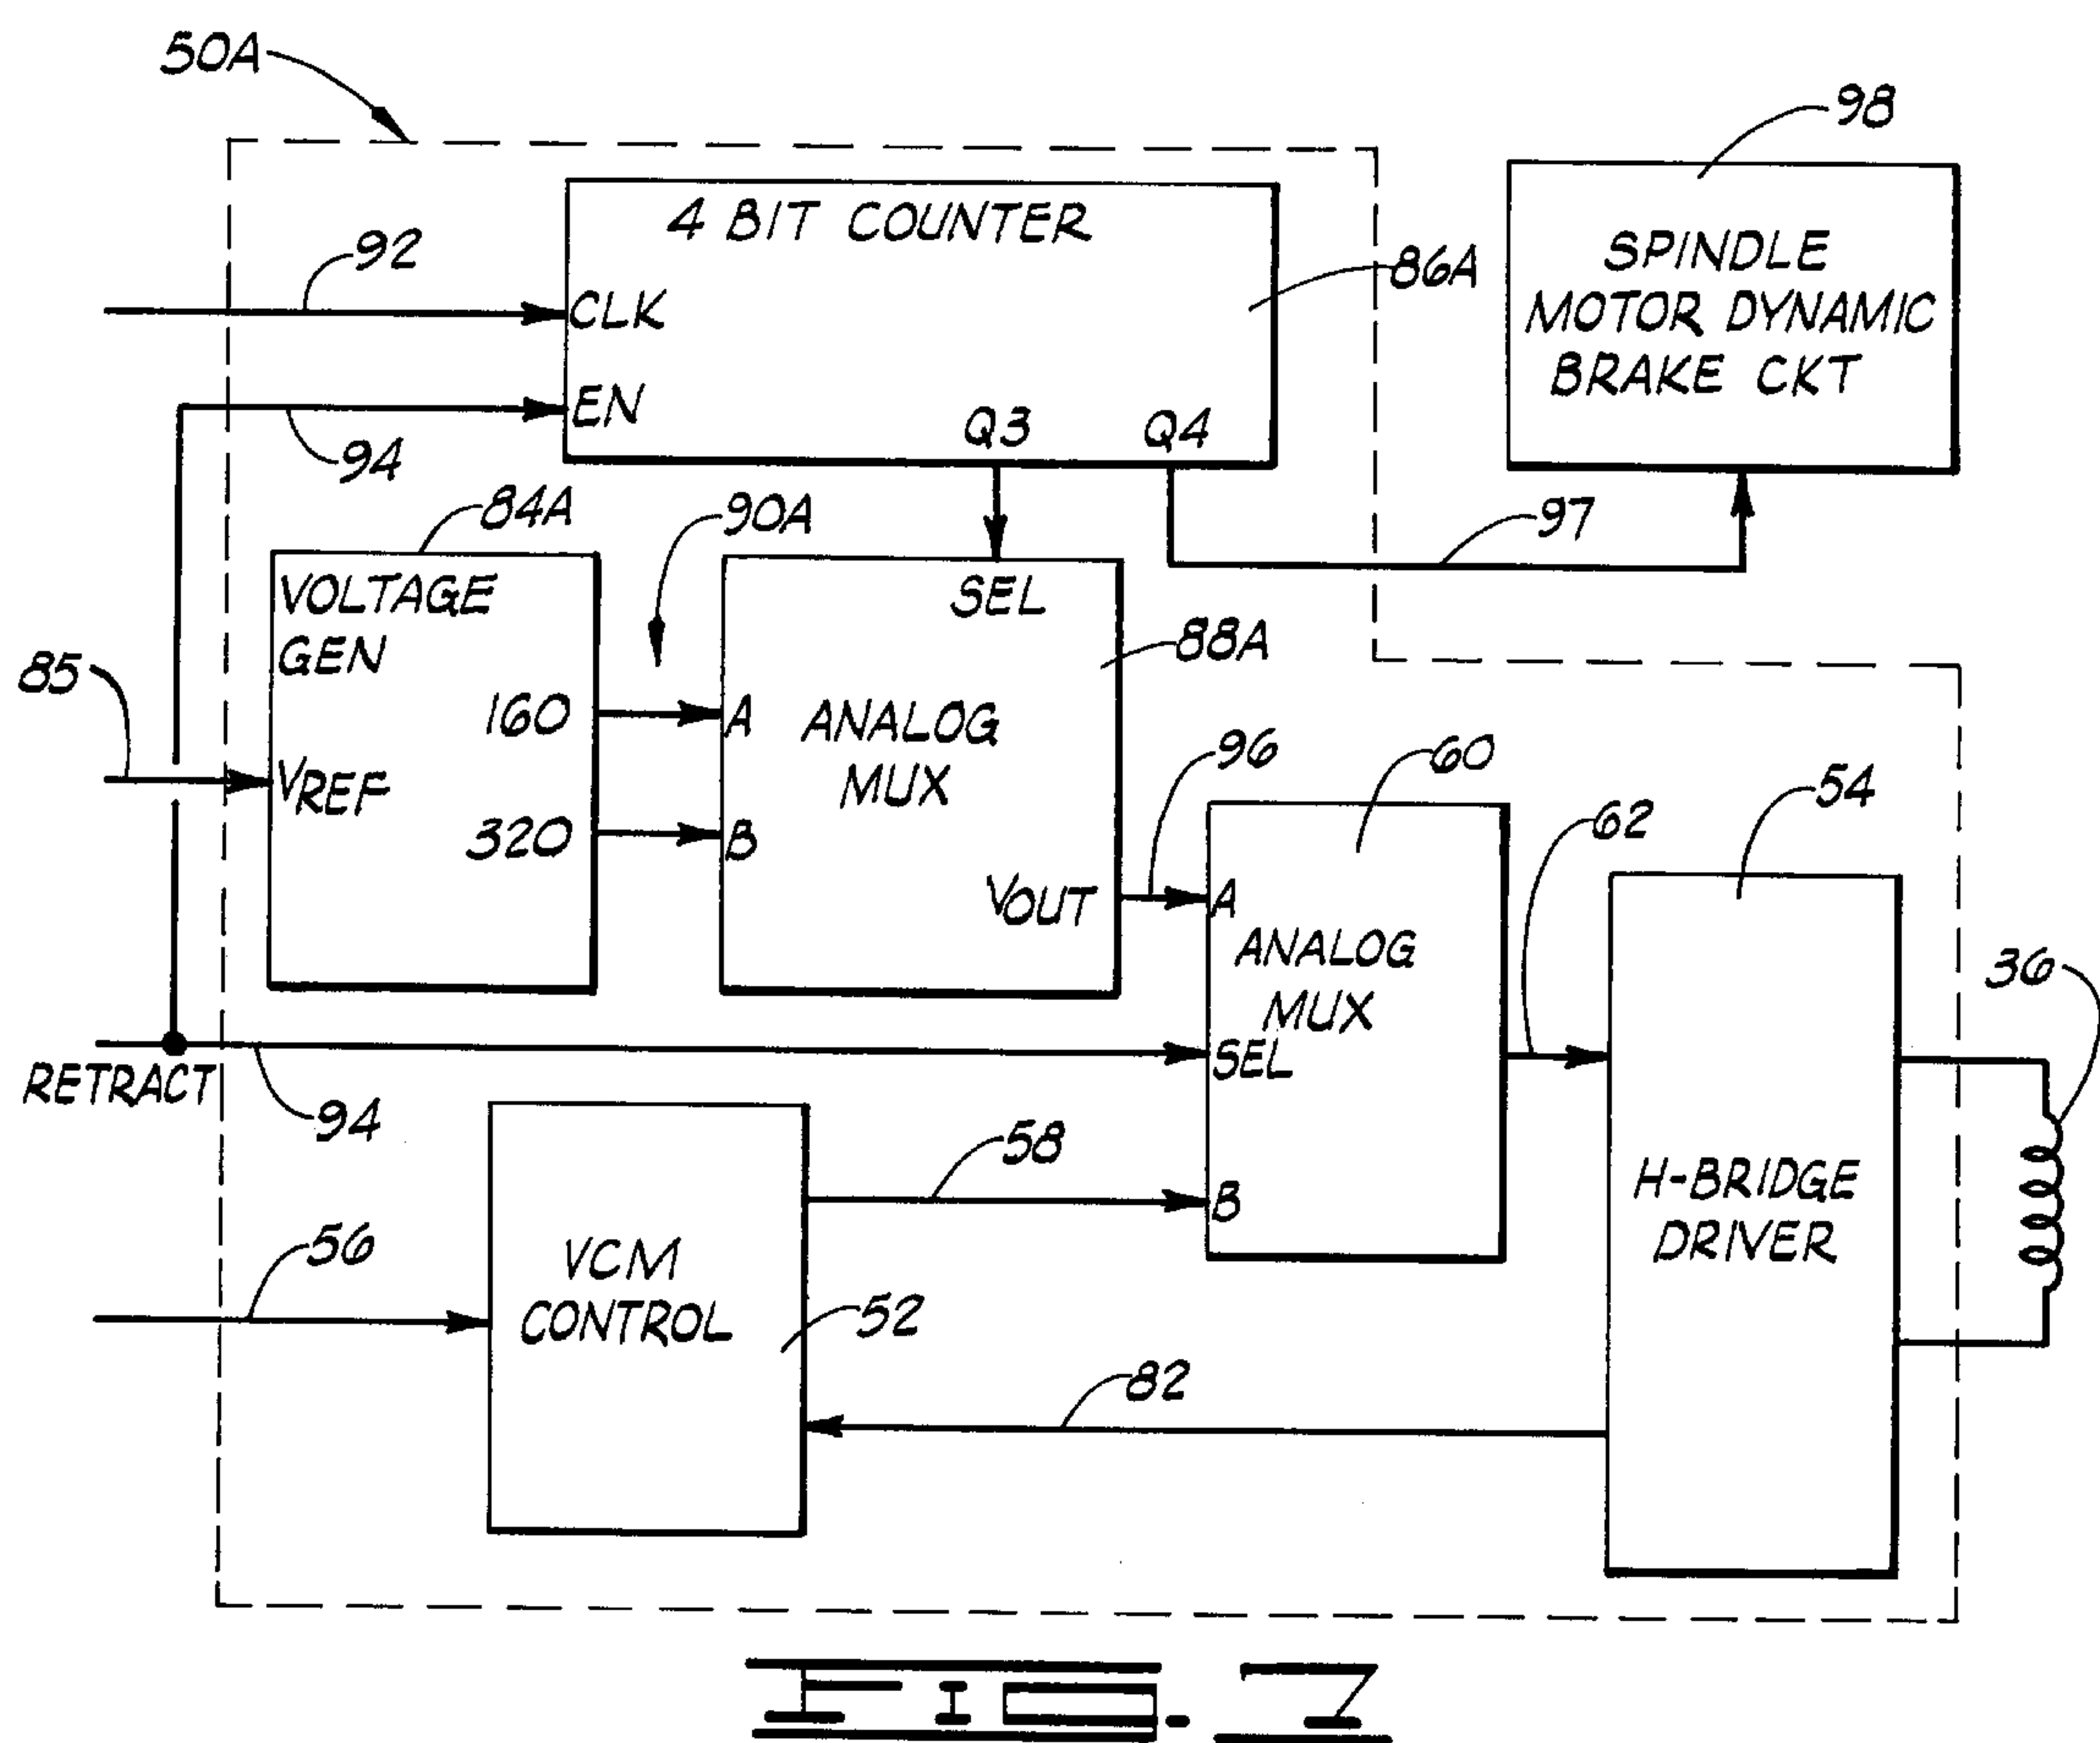 50A
98
4 BIT COUNTER
92
CLK
86A
SPINDLE
MOTOR DYNAMIC
BRAKE CKT
EN
94
Q3
Q4
84A
90A
97
VOLTAGE
GEN
SEL
88A
85
160
A
ANALOG
MUX
VREF
320
B
96
60
54
62
VOUT
A
ANALOG
MUX
36
SEL
RETRACT
94
58
B
H-BRIDGE
DRIVER
56
VCM
CONTROL
52
82
FIG. 7